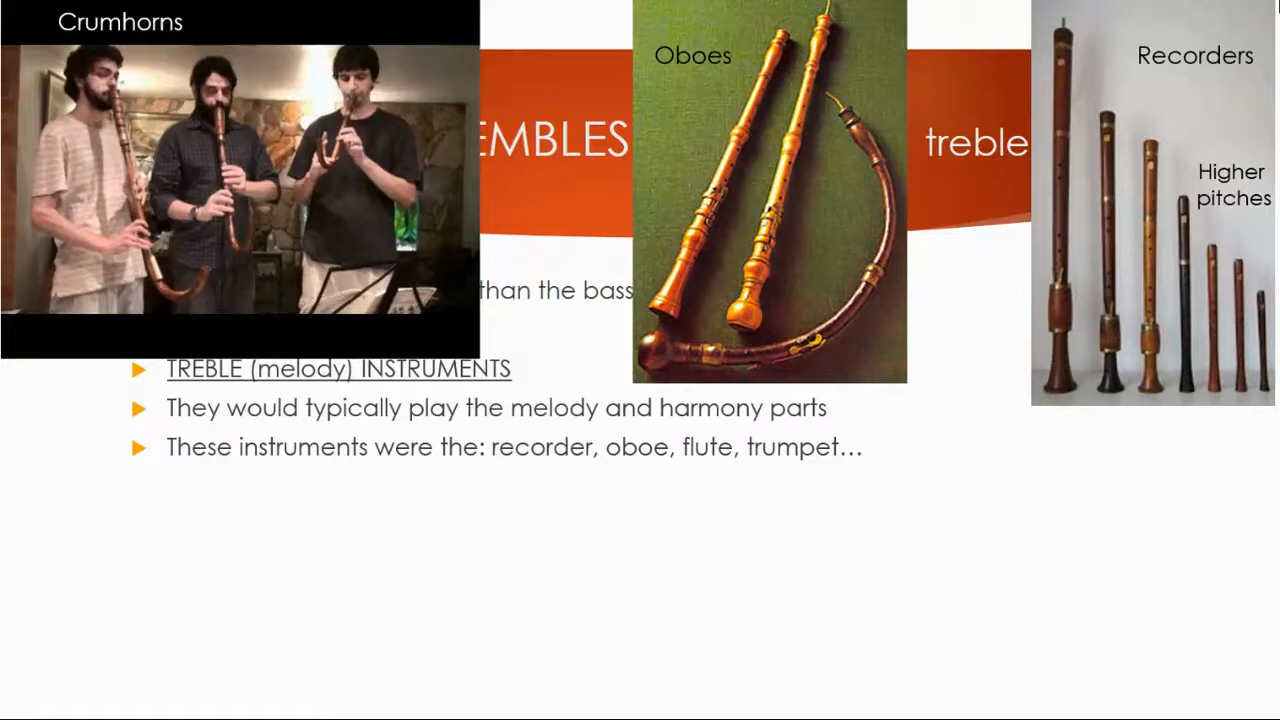 Crumhorns
Oboes
Recorders
EMBLES
treble
Higher
pitches
than the bass
TREBLE (melody) INSTRUMENTS
They would typically play the melody and harmony parts
These instruments were the: recorder, oboe, flute, trumpet…